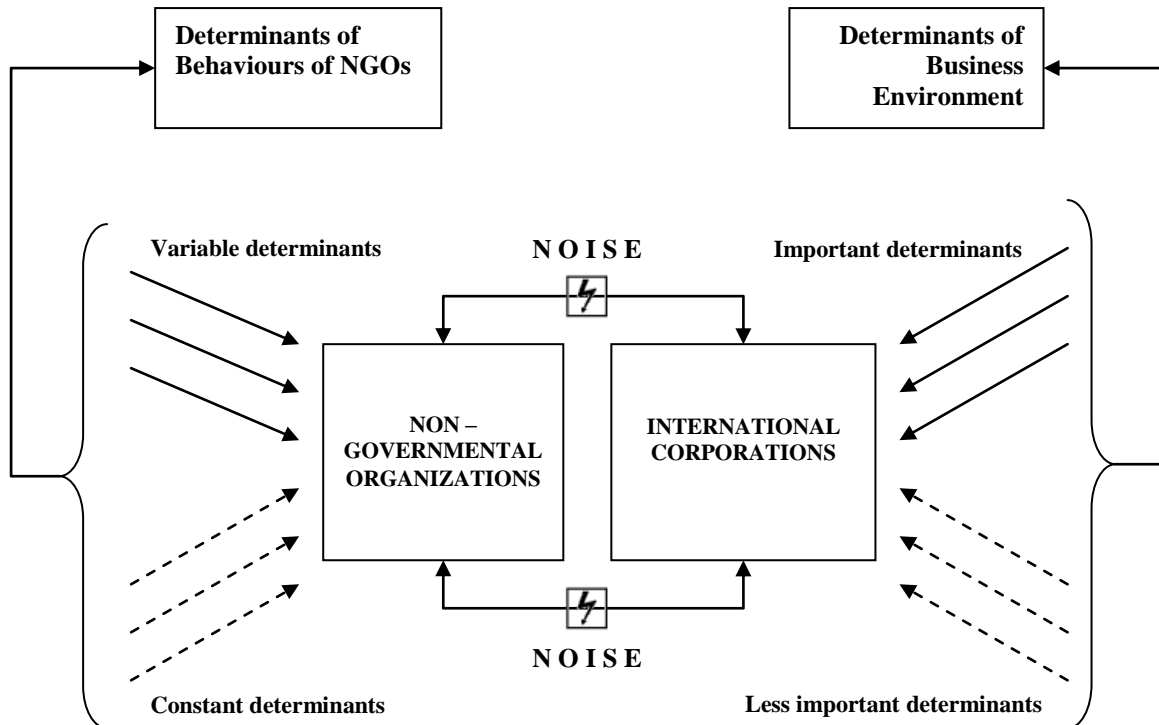 Determinants of
Behaviours of NGOs
Determinants of
Business
Environment
Variable determinants
N O I S E
Important determinants
NON –
GOVERNMENTAL
ORGANIZATIONS
INTERNATIONAL
CORPORATIONS
N O I S E
Constant determinants
Less important determinants